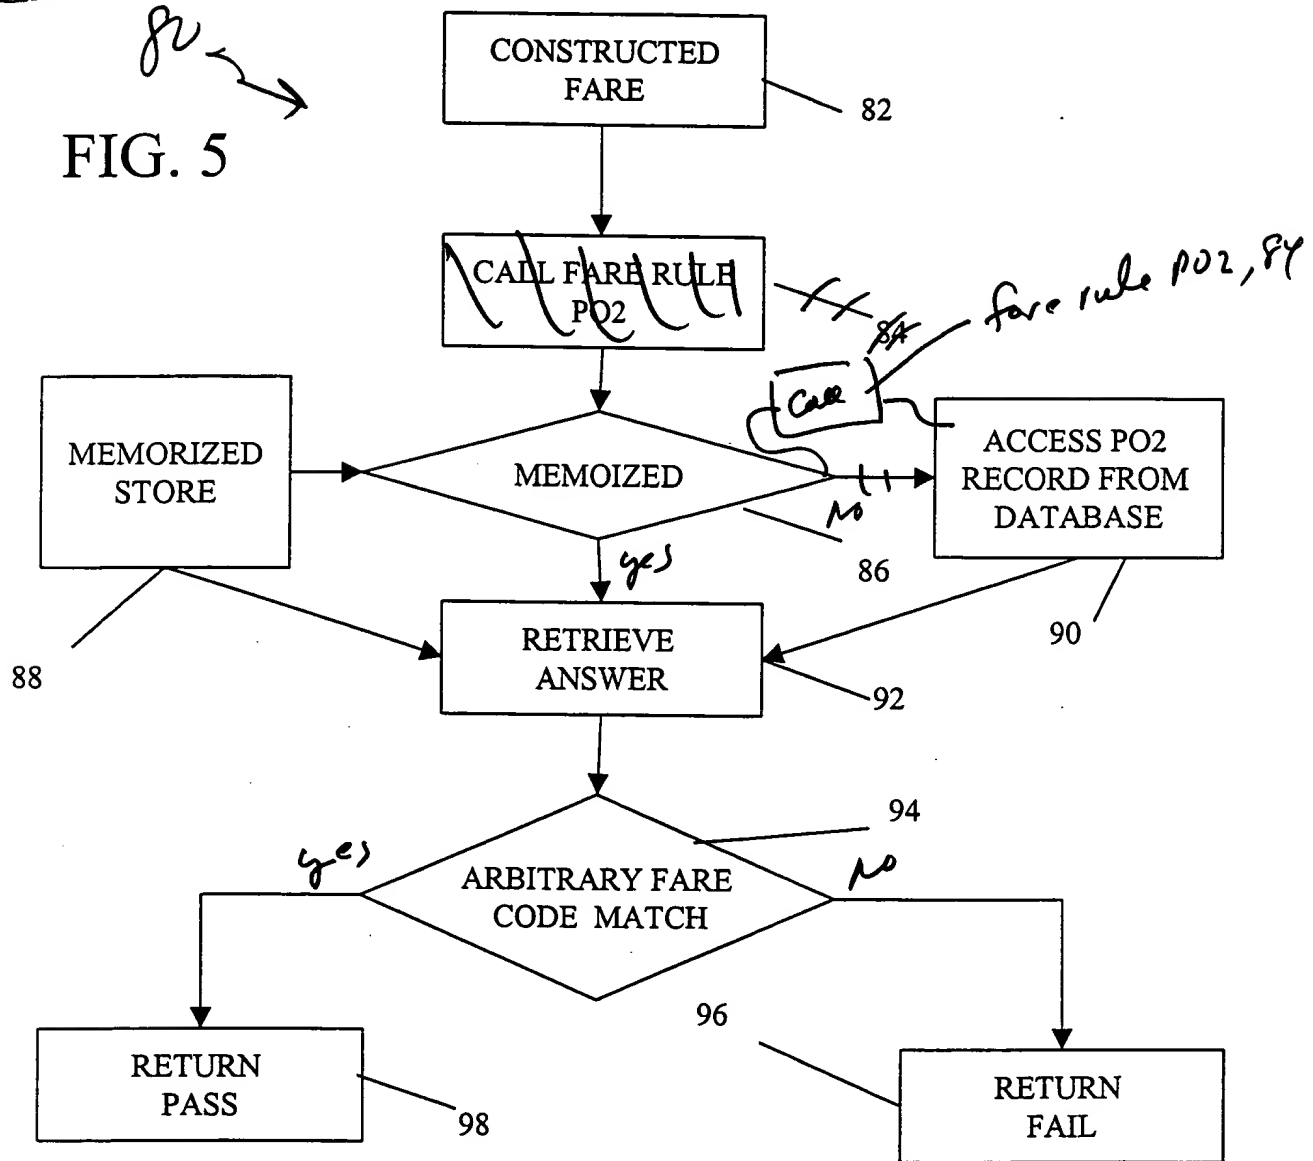 80
CONSTRUCTED
FARE
82
FIG. 5
CALL FARE RULE
PO2
84
fare rule PO2, 84
Call
MEMORIZED
STORE
MEMOIZED
ACCESS PO2
RECORD FROM
DATABASE
No
yes
86
90
88
RETRIEVE
ANSWER
92
94
yes
No
ARBITRARY FARE
CODE MATCH
96
RETURN
PASS
98
RETURN
FAIL